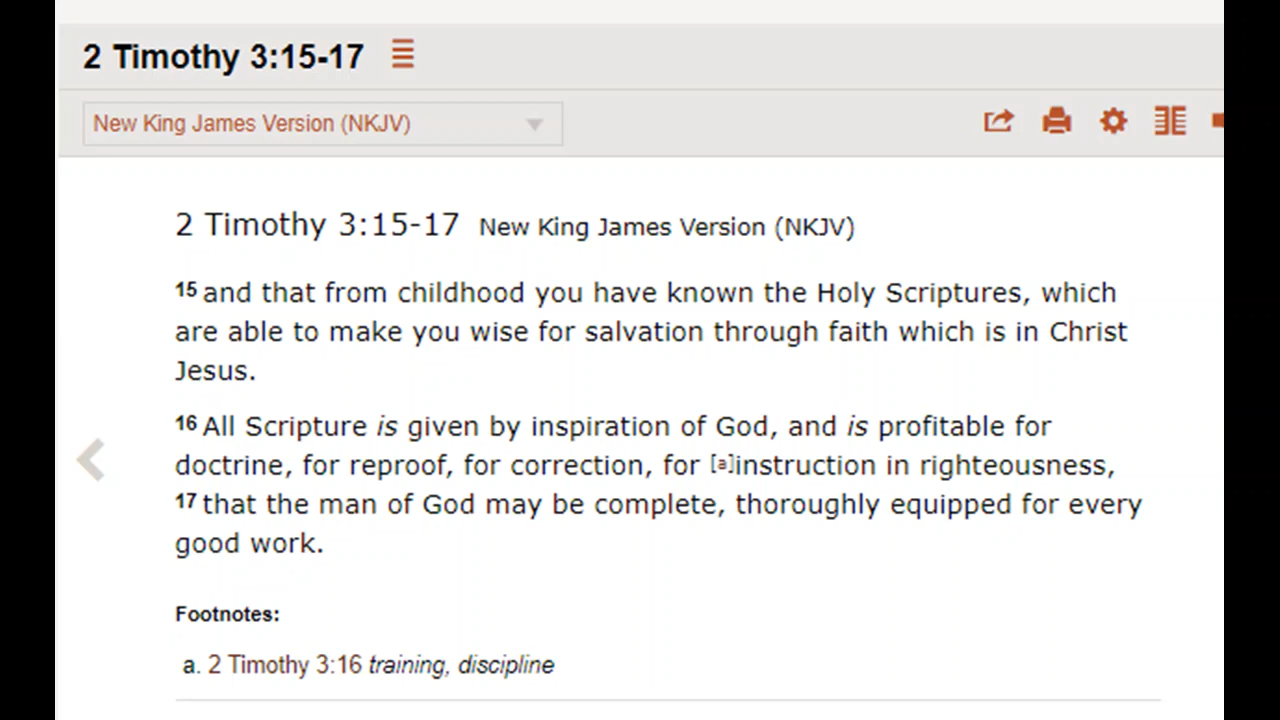 2 Timothy 3:15-17
New King James Version (NKJV)
2 Timothy 3:15-17 New King James Version (NKJV)
15 and that from childhood you have known the Holy Scriptures, which
are able to make you wise for salvation through faith which is in Christ
Jesus.
16 All Scripture is given by inspiration of God, and is profitable for
doctrine, for reproof, for correction, for [a]instruction in righteousness,
17 that the man of God may be complete, thoroughly equipped for every
good work.
Footnotes:
a. 2 Timothy 3:16 training, discipline